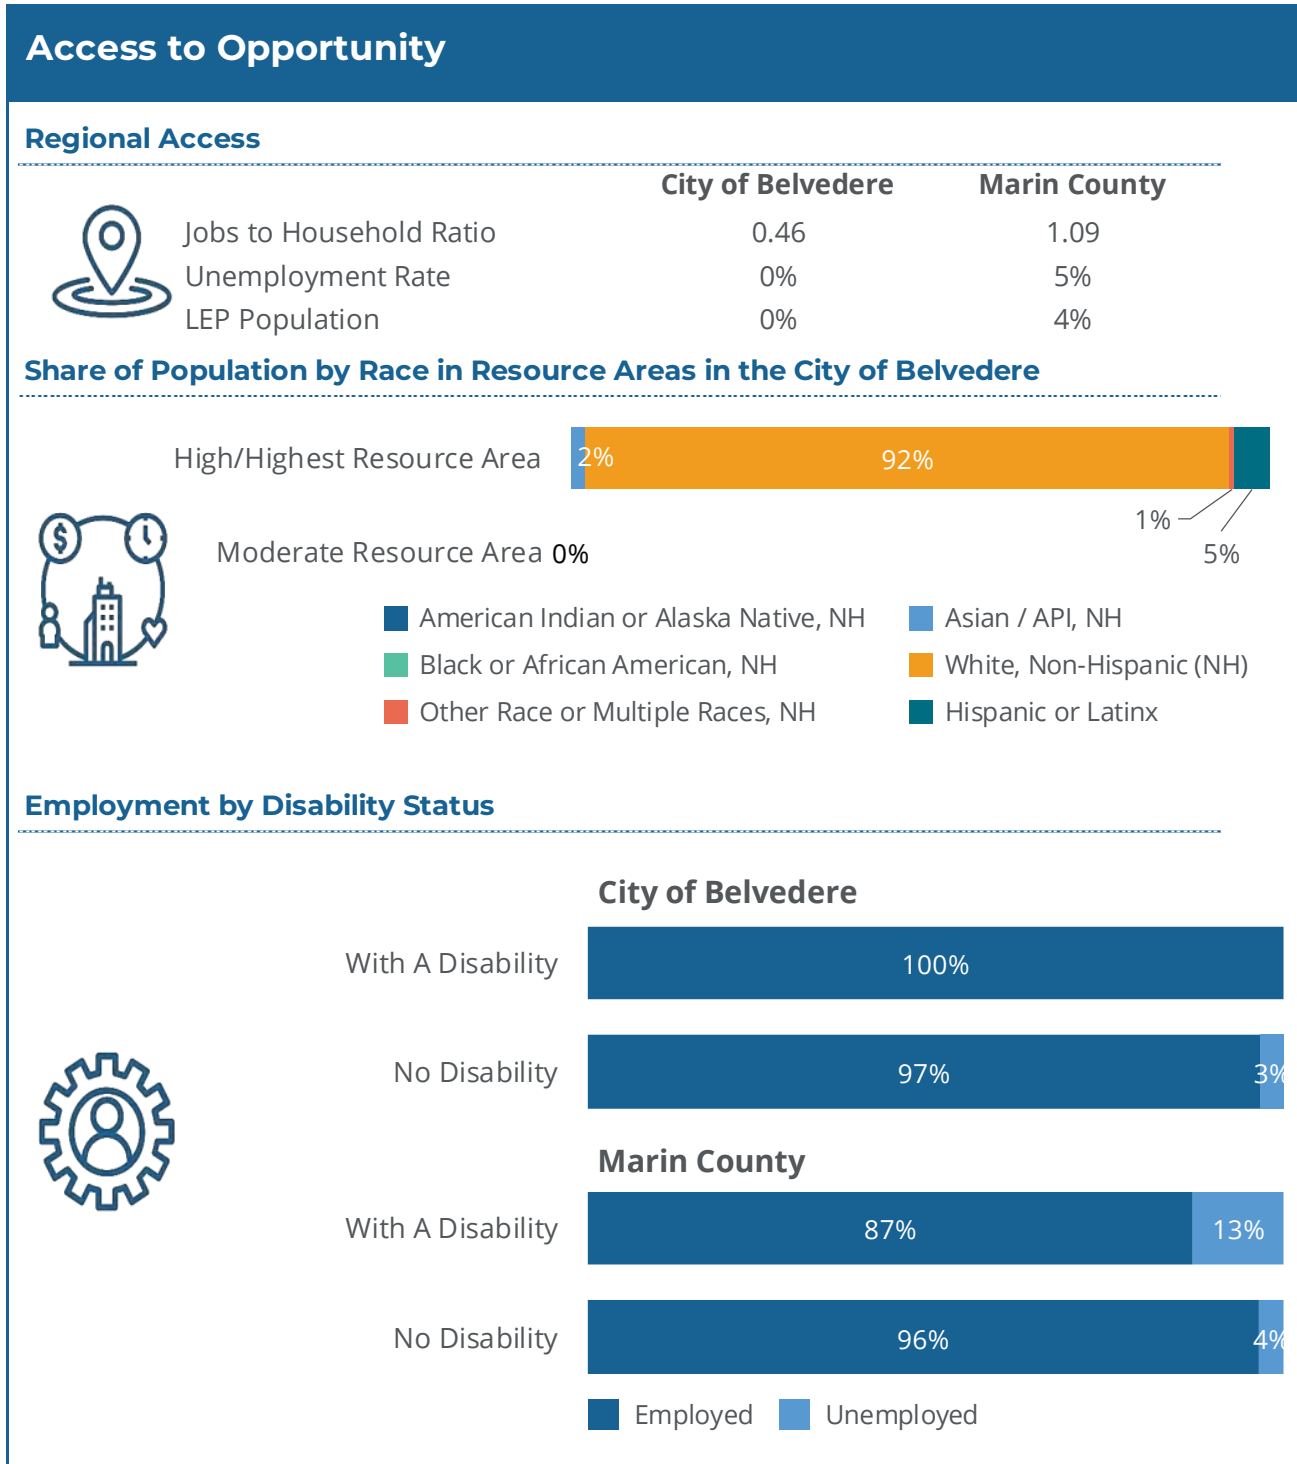 Access to Opportunity
Regional Access
City of Belvedere Marin County
Jobs to Household Ratio 0.46 1.09
Unemployment Rate 0% 5%
LEP Population 0% 4%
Share of Population by Race in Resource Areas in the City of Belvedere
High/Highest Resource Area 2% 92%
1%
Moderate Resource Area 0% 5%
American Indian or Alaska Native, NH Asian / API, NH
Black or African American, NH White, Non-Hispanic (NH)
Other Race or Multiple Races, NH Hispanic or Latinx
$
Employment by Disability Status
City of Belvedere
With A Disability 100%
No Disability 97% 3%
Marin County
With A Disability 87% 13%
No Disability 96% 4%
Employed Unemployed